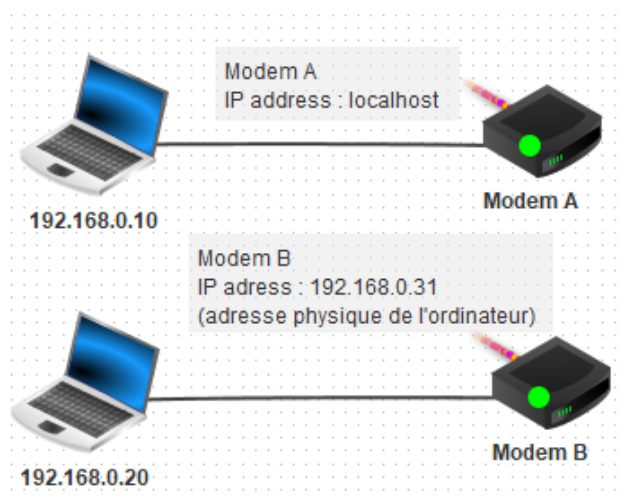 Modem A
IP address : localhost
Modem A
192.168.0.10
Modem B
IP adress : 192.168.0.31
(adresse physique de l'ordinateur)
Modem B
192.168.0.20